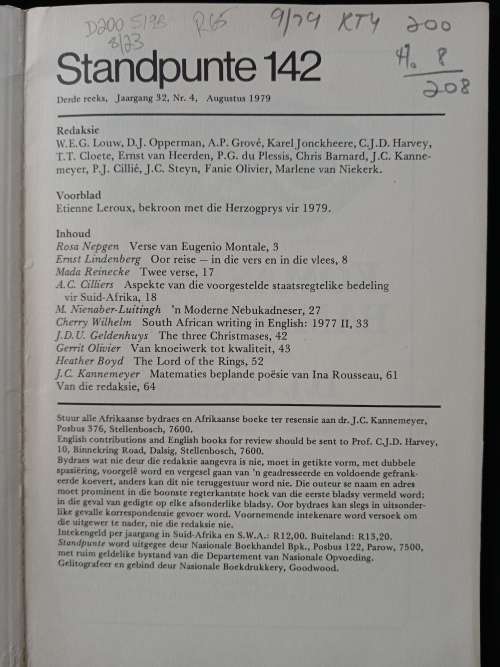 D200 5198 R65 9/79 KT4 200
8/23 H. 8
208
Standpunte 142
Derde reeks, Jaargang 32, Nr. 4, Augustus 1979
Redaksie
W.E.G. Louw, D.J. Opperman, A.P. Grové, Karel Jonckheere, C.J.D. Harvey,
T.T. Cloete, Ernst van Heerden, P.G. du Plessis, Chris Barnard, J.C. Kanne-
meyer, P.J. Cillié, J.C. Steyn, Fanie Olivier, Marlene van Niekerk.
Voorblad
Etienne Leroux, bekroon met die Herzogprys vir 1979.
Inhoud
Rosa Nepgen Verse van Eugenio Montale, 3
Ernst Lindenberg Oor reise — in die vers en in die vlees, 8
Mada Reinecke Twee verse, 17
A.C. Cilliers Aspekte van die voorgestelde staatsregtelike bedeling
vir Suid-Afrika, 18
M. Nienaber-Luitingh 'n Moderne Nebukadneser, 27
Cherry Wilhelm South African writing in English: 1977 II, 33
J.D.U. Geldenhuys The three Christmases, 42
Gerrit Olivier Van knoeiwerk tot kwaliteit, 43
Heather Boyd The Lord of the Rings, 52
J.C. Kannemeyer Matematies beplande poësie van Ina Rousseau, 61
Van die redaksie, 64
Stuur alle Afrikaanse bydraes en Afrikaanse boeke ter resensie aan dr. J.C. Kannemeyer,
Posbus 376, Stellenbosch, 7600.
English contributions and English books for review should be sent to Prof. C.J.D. Harvey,
10, Binnekring Road, Dalsig, Stellenbosch, 7600.
Bydraes wat nie deur die redaksie aangevra is nie, moet in getikte vorm, met dubbele
spasiëring, voorgelê word en vergesel gaan van 'n geadresseerde en voldoende gefrank-
eerde koevert, anders kan dit nie teruggestuur word nie. Die outeur se naam en adres
moet prominent in die boonste regterkantste hoek van die eerste bladsy vermeld word;
in die geval van gedigte op elke afsonderlike bladsy. Oor bydraes kan slegs in uitsonder-
like gevalle korrespondensie gevoer word. Voornemende intekenare word versoek om
die uitgewer te nader, nie die redaksie nie.
Intekengeld per jaargang in Suid-Afrika en S.W.A.: R12,00. Buiteland: R13,20.
Standpunte word uitgegee deur Nasionale Boekhandel Bpk., Posbus 122, Parow, 7500,
met ruim geldelike bystand van die Departement van Nasionale Opvoeding.
Gelitografeer en gebind deur Nasionale Boekdrukkery, Goodwood.